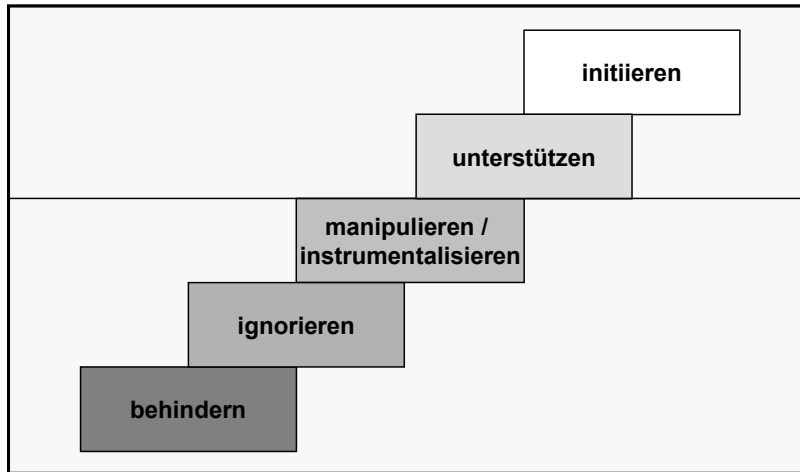 initiieren
unterstützen
manipulieren /
instrumentalisieren
ignorieren
behindern